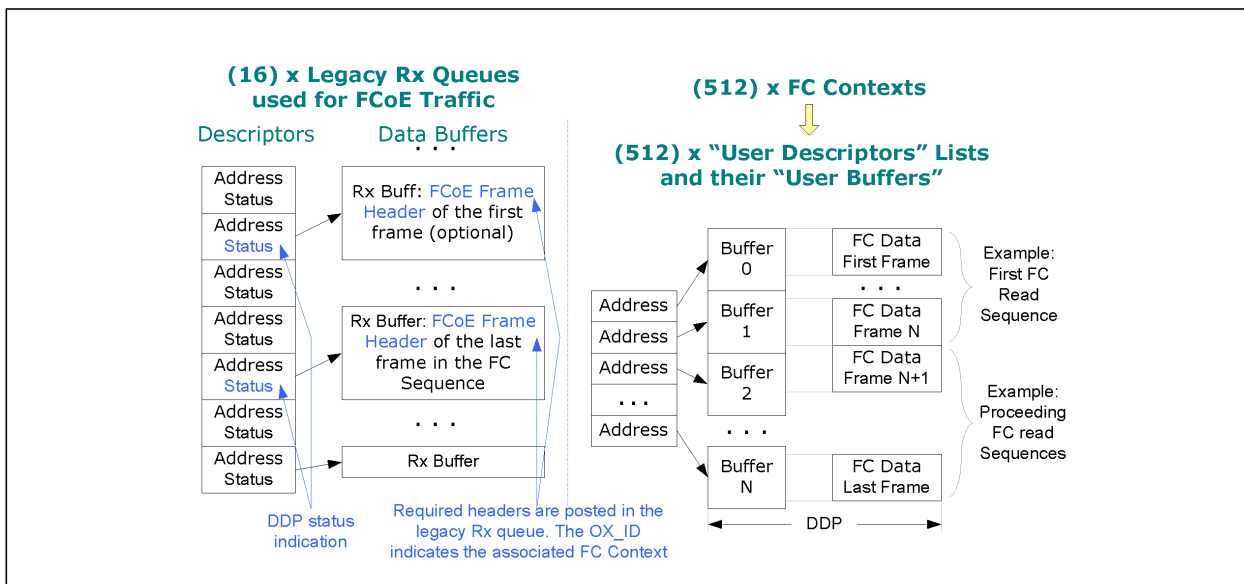 (16) x Legacy Rx Queues
used for FCoE Traffic
Descriptors
Data Buffers
. . .
Address
Status
Address
Status
Address
Status
Address
Status
Address
Status
Address
Status
Address
Status
Rx Buff: FCoE Frame
Header of the first
frame (optional)
. . .
Rx Buffer: FCoE Frame
Header of the last
frame in the FC
Sequence
. . .
Rx Buffer
DDP status
indication
Required headers are posted in the
legacy Rx queue. The OX_ID
indicates the associated FC Context
(512) x FC Contexts
(512) x “User Descriptors” Lists
and their “User Buffers”
Address
Address
Address
. . .
Address
Buffer
0
Buffer
1
Buffer
2
. . .
Buffer
N
FC Data
First Frame
. . .
FC Data
Frame N
FC Data
Frame N+1
FC Data
Last Frame
DDP
Example:
First FC
Read
Sequence
Example:
Proceeding
FC read
Sequences